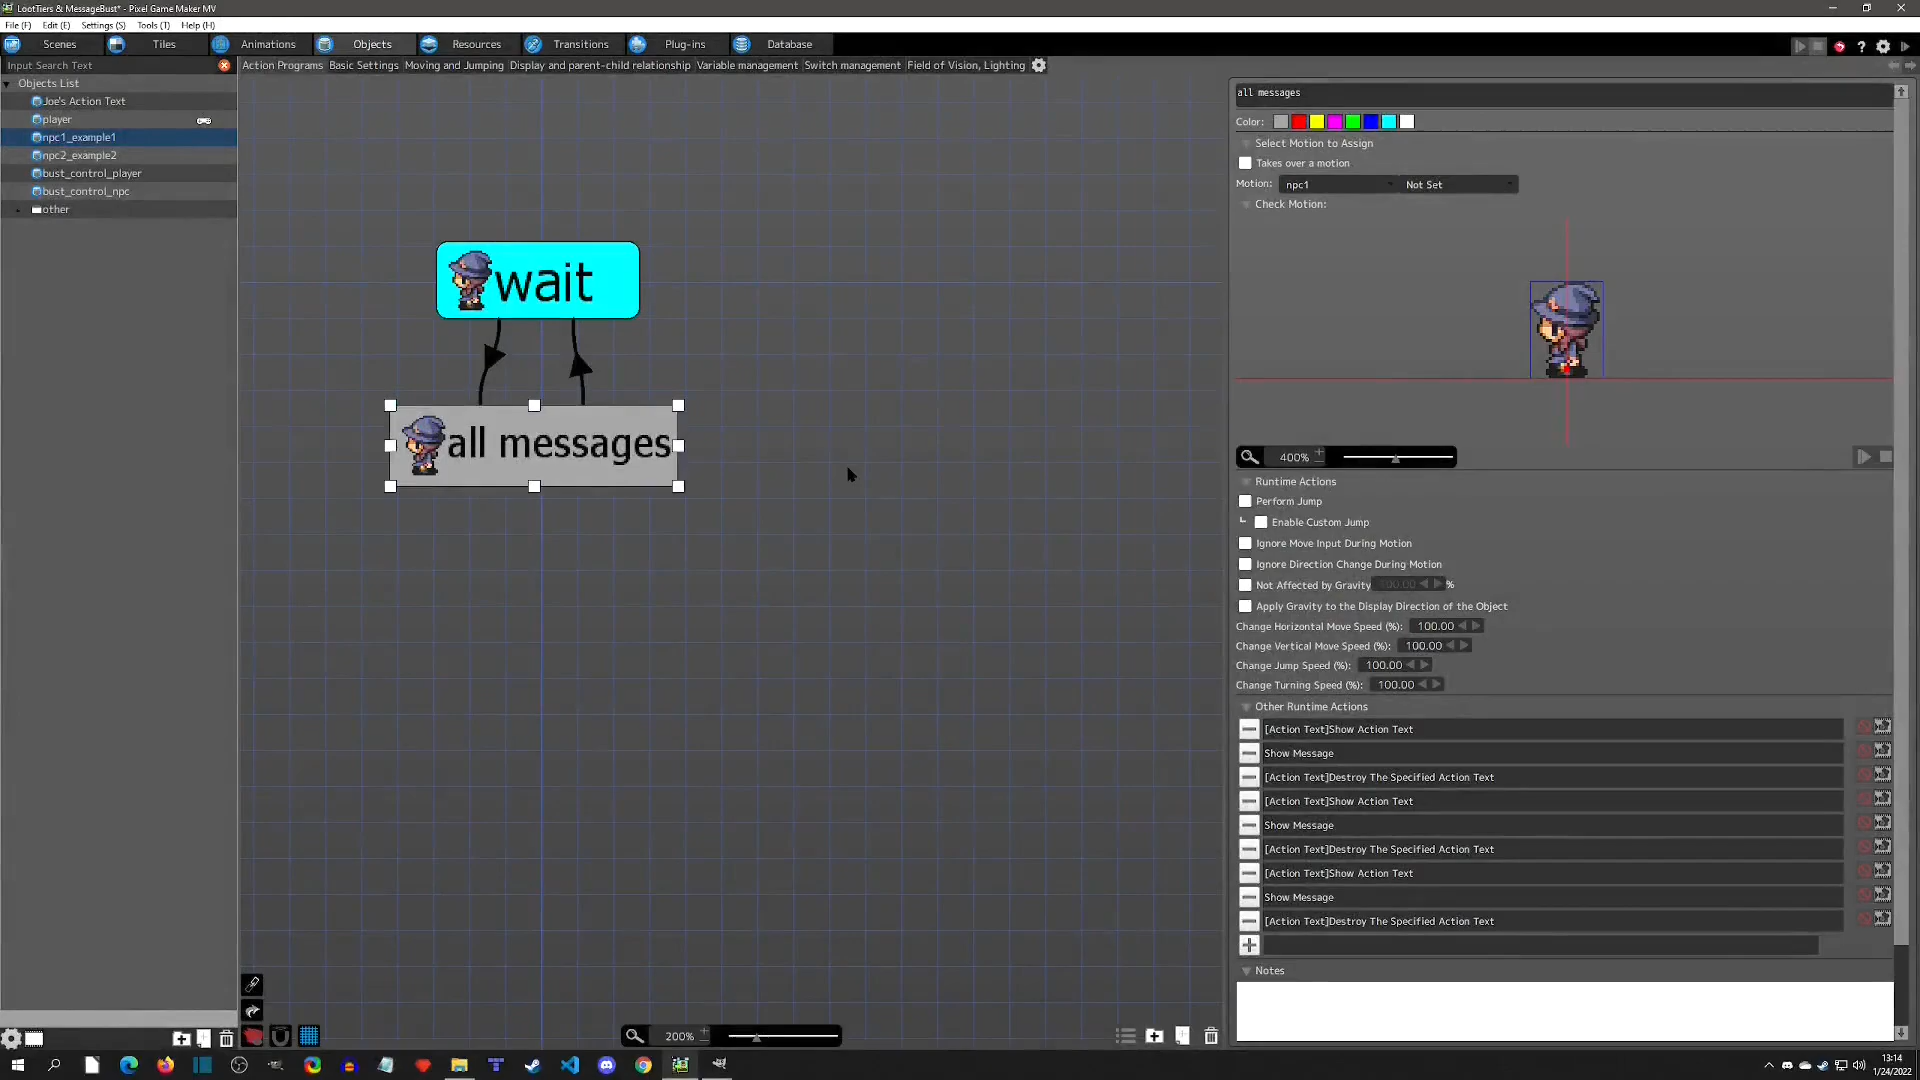 LootTiers & MessageBust* - Pixel Game Maker MV
File (F) Edit (E) Settings (S) Tools (T) Help (H)
Scenes Tiles Animations Objects Resources Transitions Plug-ins Database
Input Search Text
Action Programs Basic Settings Moving and Jumping Display and parent-child relationship Variable management Switch management Field of Vision, Lighting
Objects List
Joe's Action Text
player
npc1_example1
npc2_example2
bust_control_player
bust_control_npc
other
wait
all messages
all messages
Color:
Select Motion to Assign
Takes over a motion
Motion: npc1 Not Set
Check Motion:
400%
Runtime Actions
Perform Jump
Enable Custom Jump
Ignore Move Input During Motion
Ignore Direction Change During Motion
Not Affected by Gravity 100.00 %
Apply Gravity to the Display Direction of the Object
Change Horizontal Move Speed (%): 100.00
Change Vertical Move Speed (%): 100.00
Change Jump Speed (%): 100.00
Change Turning Speed (%): 100.00
Other Runtime Actions
[Action Text]Show Action Text
Show Message
[Action Text]Destroy The Specified Action Text
[Action Text]Show Action Text
Show Message
[Action Text]Destroy The Specified Action Text
[Action Text]Show Action Text
Show Message
[Action Text]Destroy The Specified Action Text
Notes
200%
13:14
1/24/2022